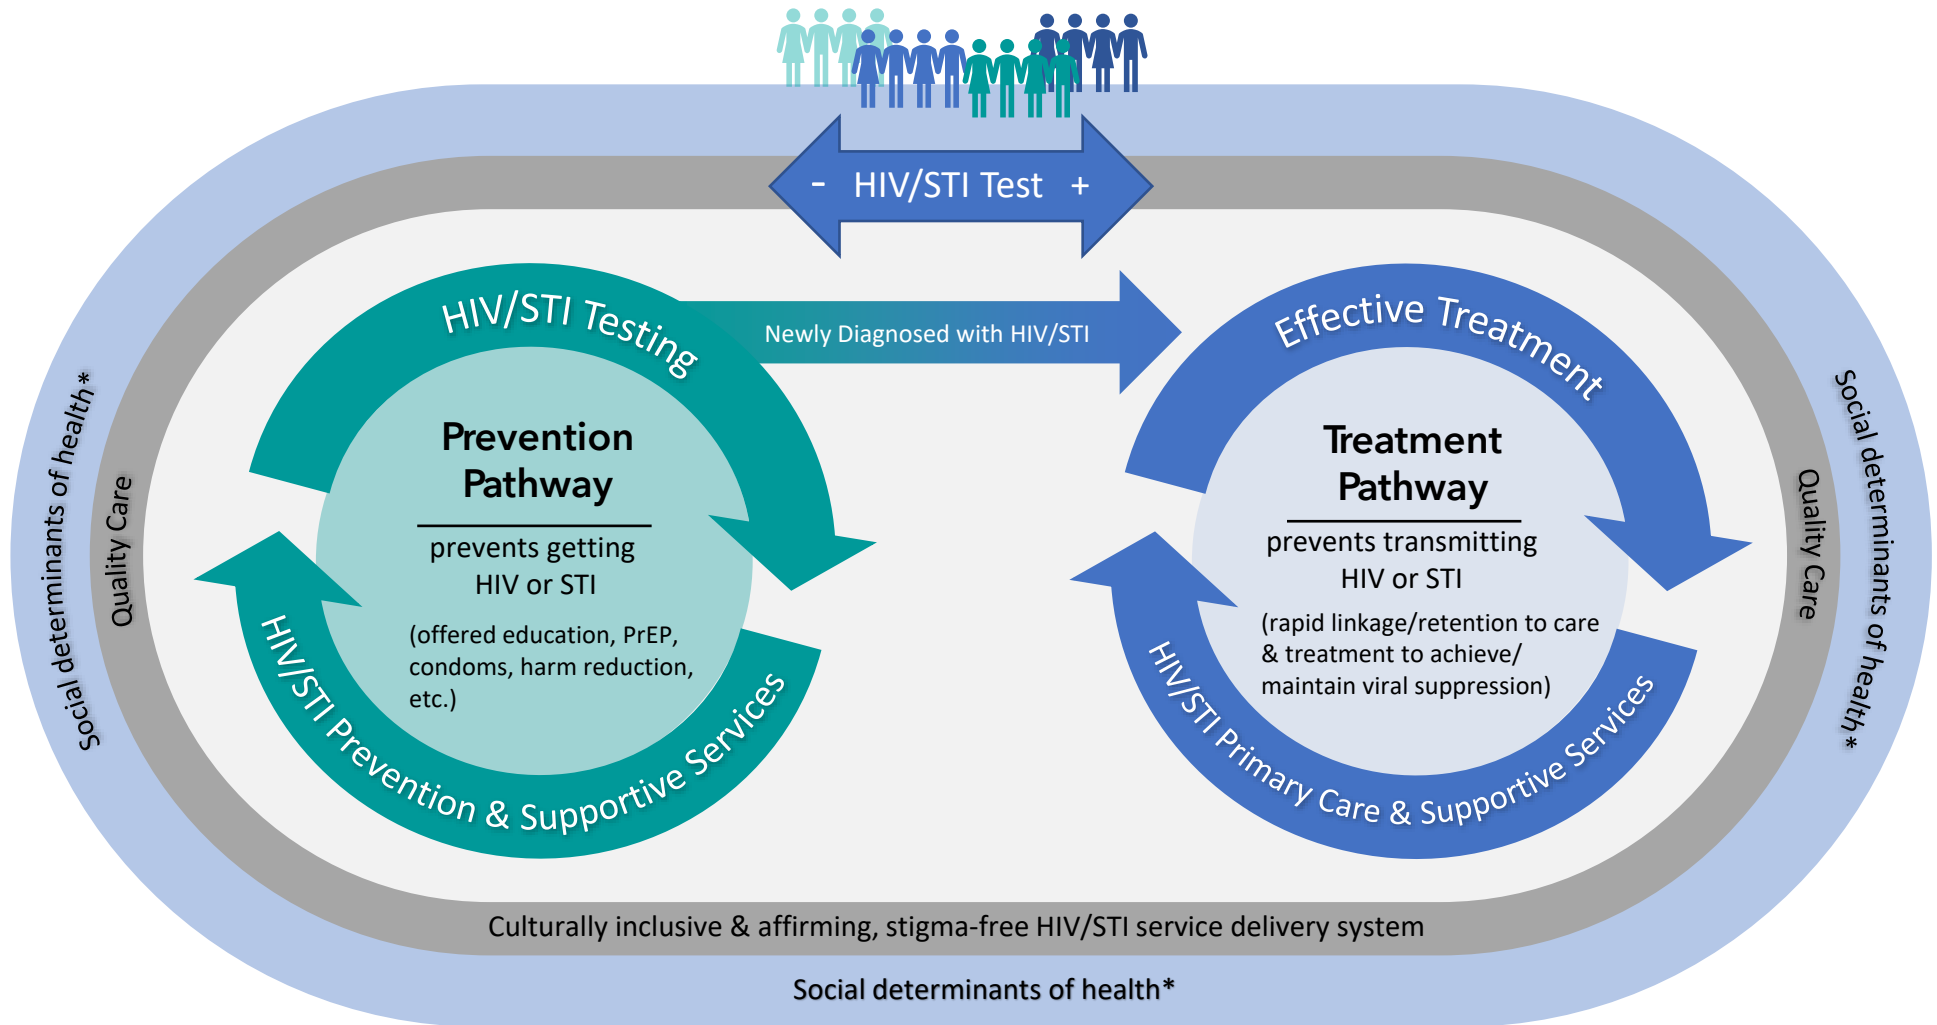 - HIV/STI Test +
HIV/STI Testing
Newly Diagnosed with HIV/STI
Effective Treatment
Prevention
Pathway
prevents getting
HIV or STI
(offered education, PrEP,
condoms, harm reduction,
etc.)
HIV/STI Prevention & Supportive Services
Treatment
Pathway
prevents transmitting
HIV or STI
(rapid linkage/retention to care
& treatment to achieve/
maintain viral suppression)
HIV/STI Primary Care & Supportive Services
Social determinants of health*
Quality Care
Quality Care
Social determinants of health*
Culturally inclusive & affirming, stigma-free HIV/STI service delivery system
Social determinants of health*